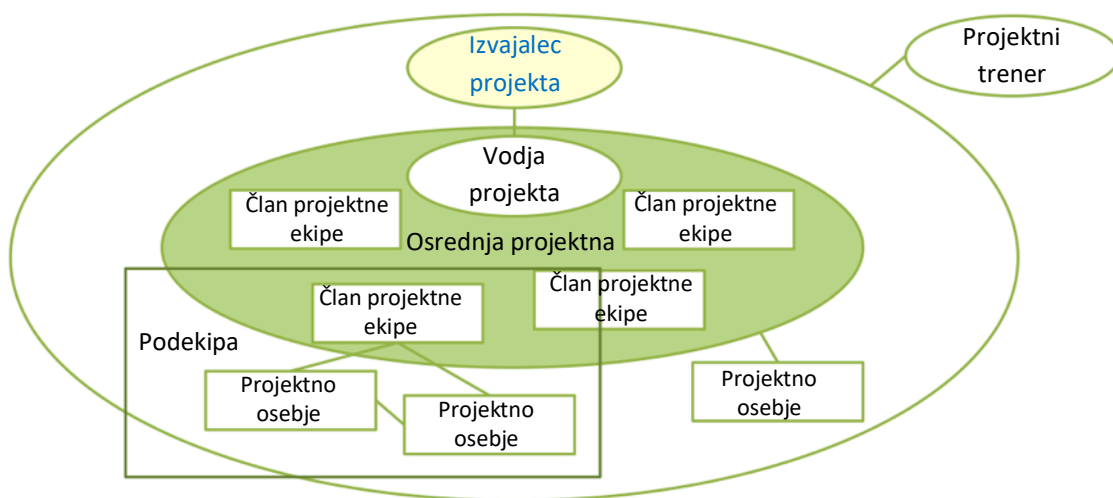 Izvajalec
projekta
Projektni
trener
Vodja
projekta
Član projektne
ekipe
Član projektne
ekipe
Osrednja projektna
Član projektne
ekipe
Član projektne
ekipe
Podekipa
Projektno
osebje
Projektno
osebje
Projektno
osebje